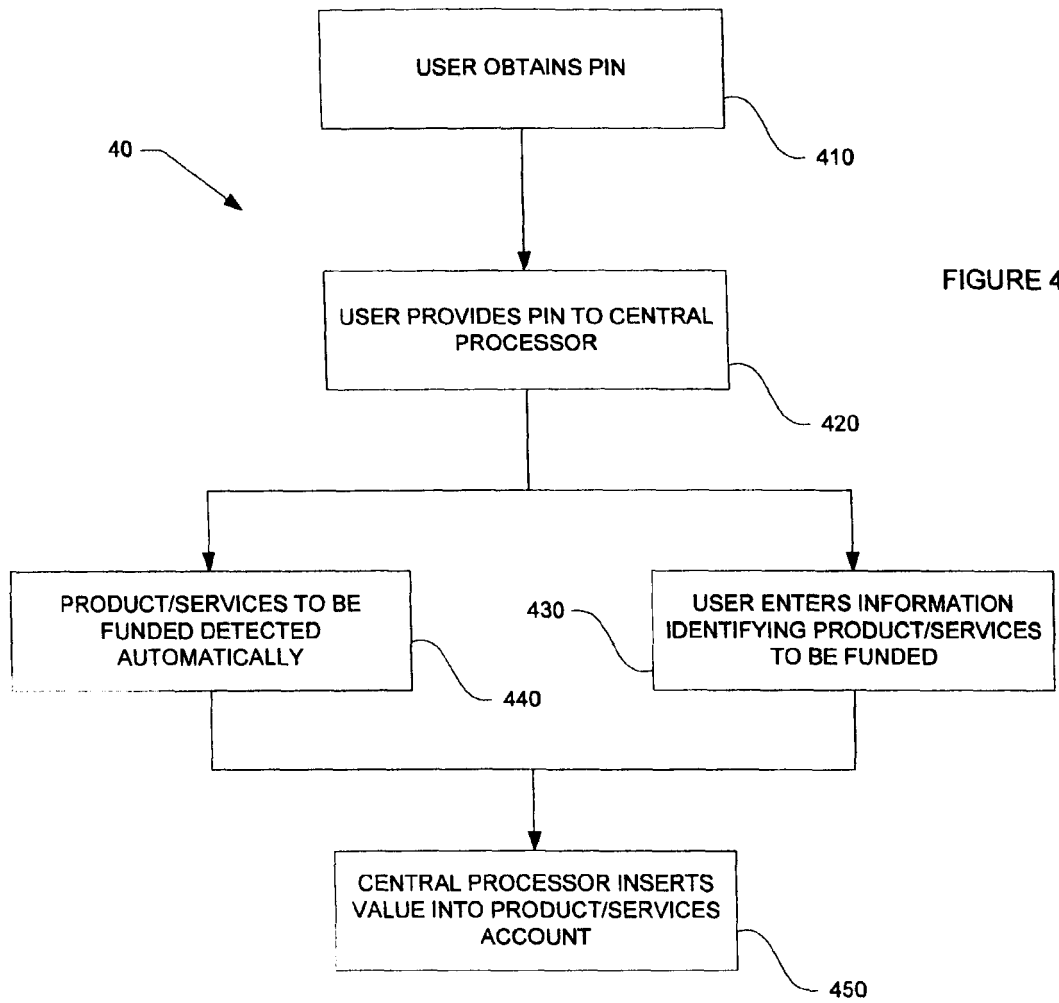 USER OBTAINS PIN
410
40
FIGURE 4
USER PROVIDES PIN TO CENTRAL
PROCESSOR
420
PRODUCT/SERVICES TO BE
FUNDED DETECTED
AUTOMATICALLY
440
430
USER ENTERS INFORMATION
IDENTIFYING PRODUCT/SERVICES
TO BE FUNDED
CENTRAL PROCESSOR INSERTS
VALUE INTO PRODUCT/SERVICES
ACCOUNT
450